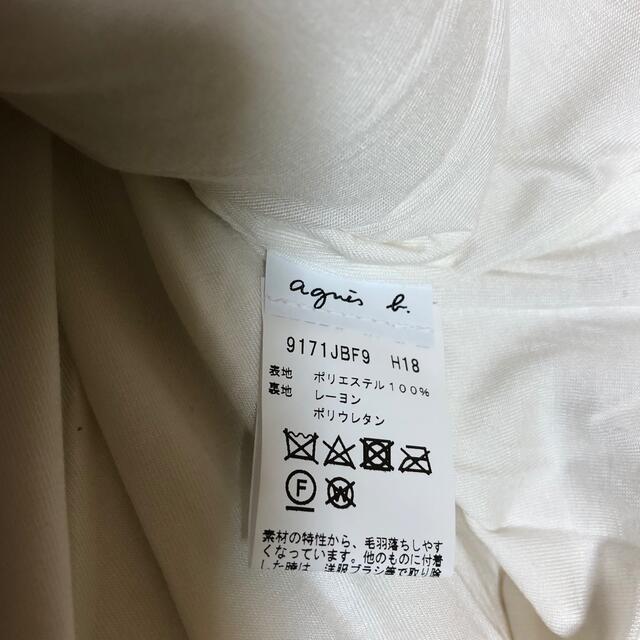 agnès b.
9171JBF9 H18
表地 ポリエステル100%
裏地 レーヨン
ポリウレタン
F
W
素材の特性から、毛羽落ちしやす
くなっています。他のものに付着
した時は、洋服ブラシ等で取り除